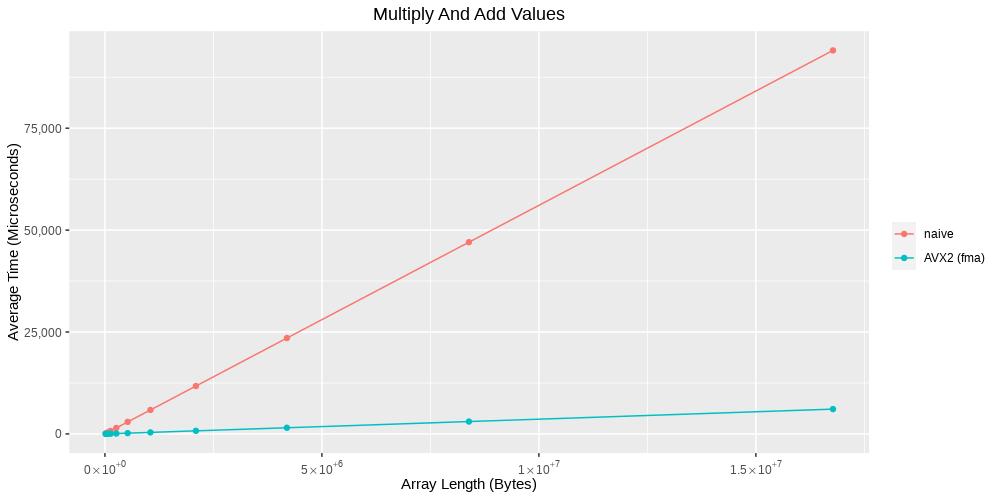 Multiply And Add Values
Average Time (Microseconds)
75,000
50,000
25,000
0
0×10⁺⁰
5×10⁺⁶
1×10⁺⁷
1.5×10⁺⁷
Array Length (Bytes)
naive
AVX2 (fma)